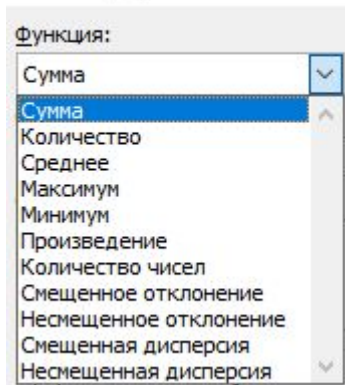 Функция:
Сумма
Сумма
Количество
Среднее
Максимум
Минимум
Произведение
Количество чисел
Смещенное отклонение
Несмещенное отклонение
Смещенная дисперсия
Несмещенная дисперсия